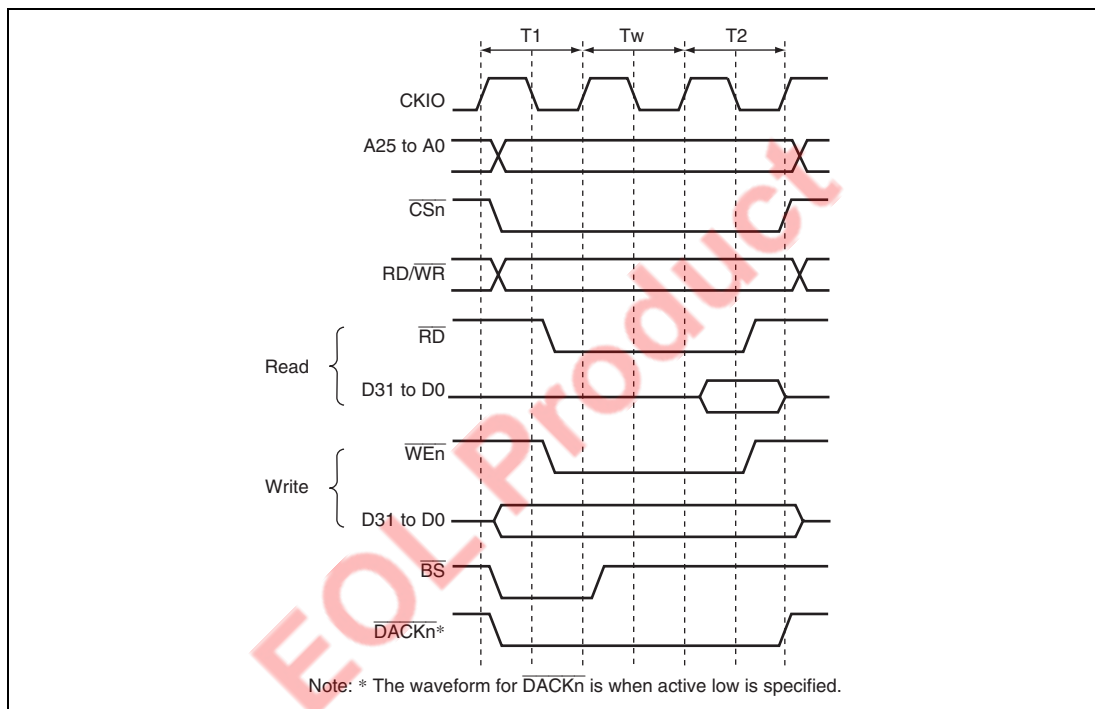 T1 Tw T2
CKIO
A25 to A0
CSn
RD/WR
RD
Read
D31 to D0
WEn
Write
D31 to D0
BS
DACKn*
Note: * The waveform for DACKn is when active low is specified.
EOL Product